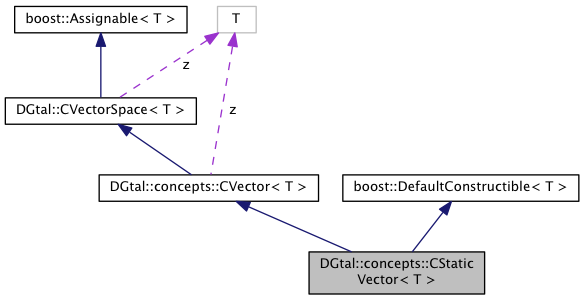 boost::Assignable< T >
T
z
DGtal::CVectorSpace< T >
z
DGtal::concepts::CVector< T >
boost::DefaultConstructible< T >
DGtal::concepts::CStatic
Vector< T >